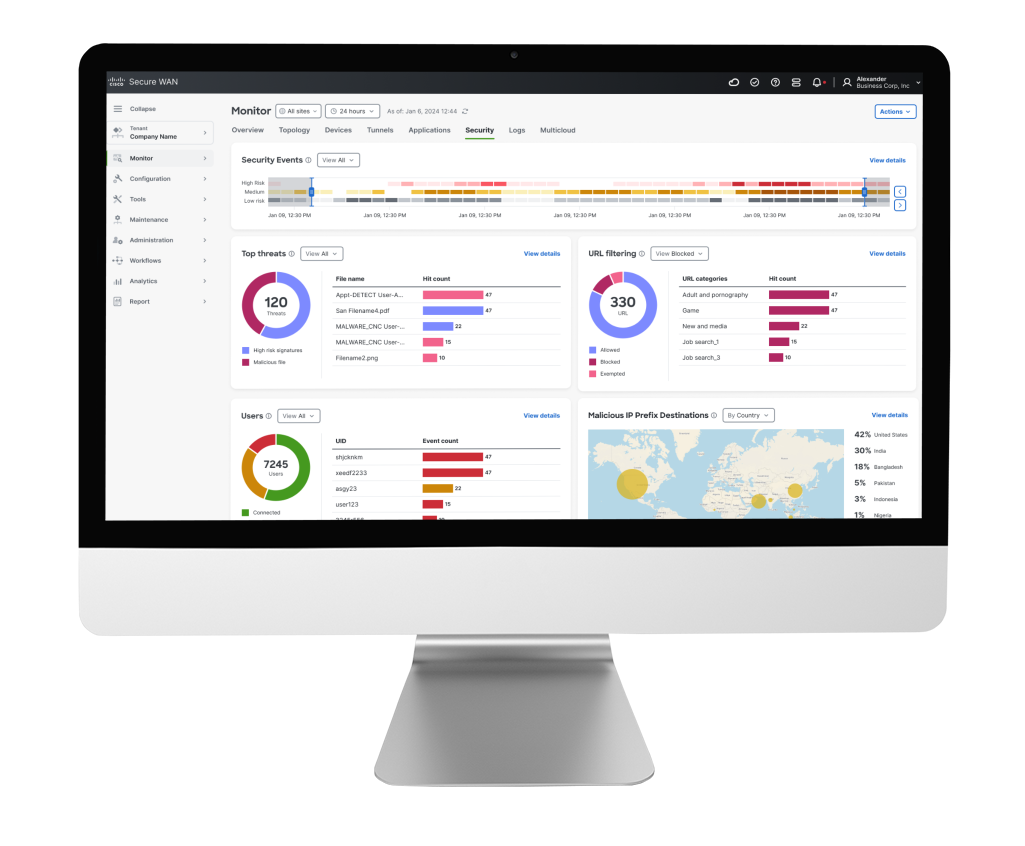 cisco Secure WAN
Alexander
Business Corp, Inc
Collapse
Tenant
Company Name
Monitor
Configuration
Tools
Maintenance
Administration
Workflows
Analytics
Report
Monitor All sites 24 hours As of: Jan 6, 2024 12:44
Actions
Overview Topology Devices Tunnels Applications Security Logs Multicloud
Security Events View All View details
High Risk
Medium
Low risk
Jan 09, 12:30 PM Jan 09, 12:30 PM Jan 09, 12:30 PM Jan 09, 12:30 PM Jan 09, 12:30 PM Jan 09, 12:30 PM Jan 09, 12:30 PM
Top threats View All View details
120
Threats
High risk signatures
Malicious file
File name Hit count
Appt-DETECT User-A... 47
San Filename4.pdf 47
MALWARE_CNC User-... 22
MALWARE_CNC User-... 15
Filename2.png 10
URL filtering View Blocked View details
330
URL
Allowed
Blocked
Exempted
URL categories Hit count
Adult and pornography 47
Game 47
New and media 22
Job search_1 15
Job search_3 10
Users View All View details
7245
Users
Connected
UID Event count
shjcknkm 47
xeedf2233 47
asgy23 22
user123 15
Malicious IP Prefix Destinations By Country View details
42% United States
30% India
18% Bangladesh
5% Pakistan
3% Indonesia
1% Nigeria